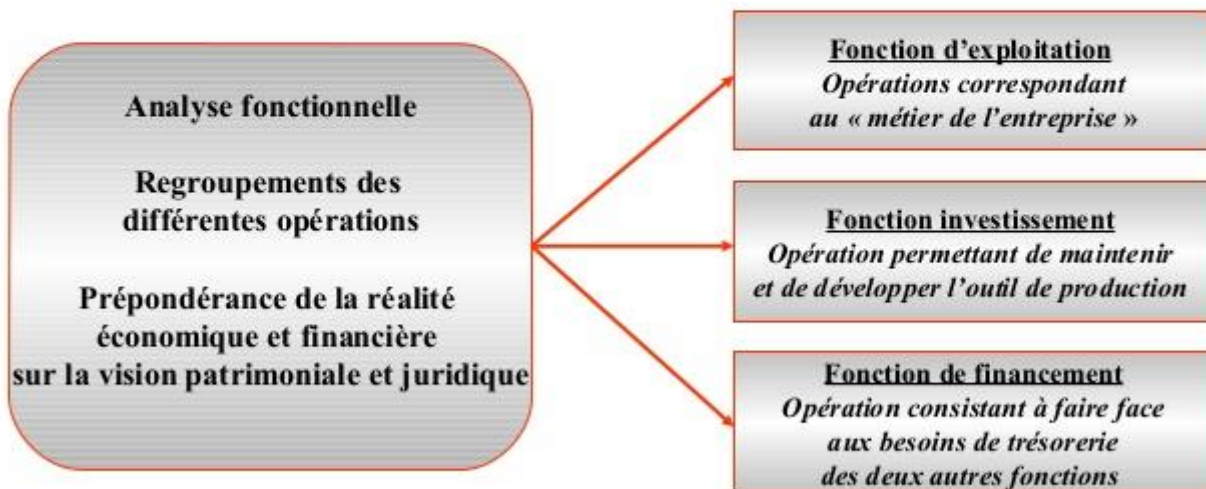 Analyse fonctionnelle
Regroupements des
différentes opérations
Prépondérance de la réalité
économique et financière
sur la vision patrimoniale et juridique
Fonction d’exploitation
Opérations correspondant
au « métier de l’entreprise »
Fonction investissement
Opération permettant de maintenir
et de développer l’outil de production
Fonction de financement
Opération consistant à faire face
aux besoins de trésorerie
des deux autres fonctions